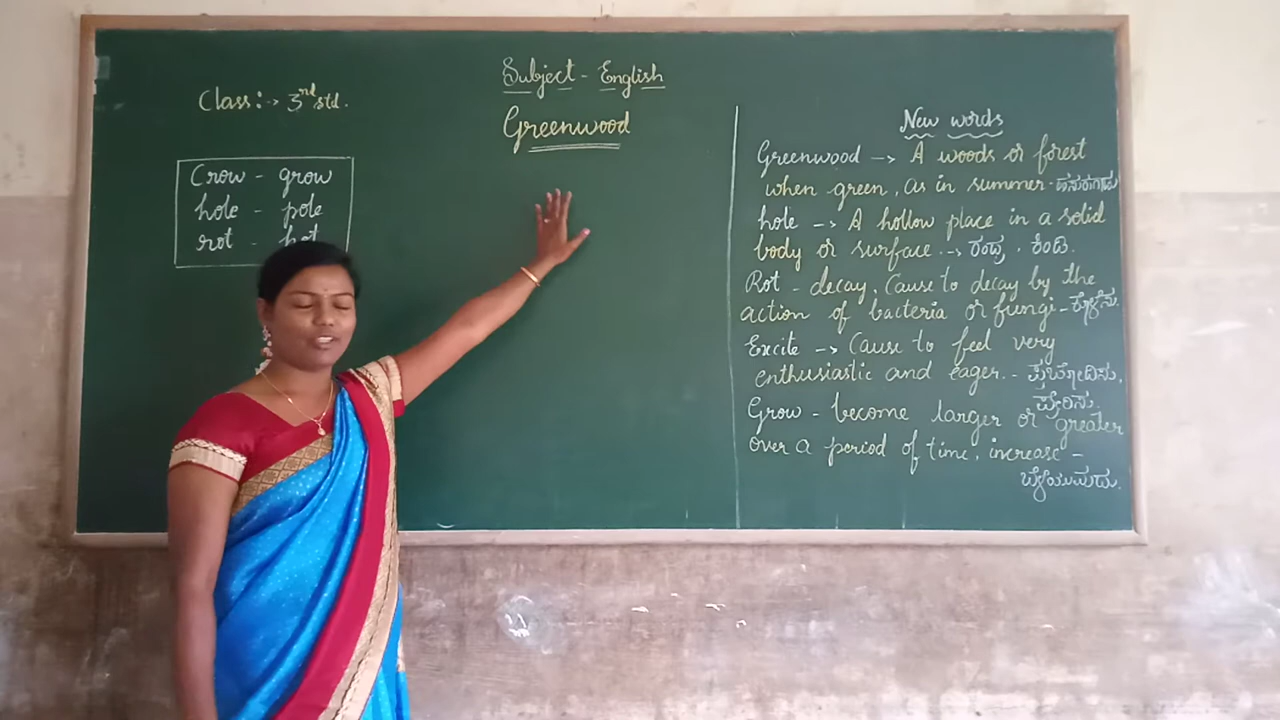 Subject - English
Class:-> 3nd std.
Greenwood
Crow - grow
hole - pole
rot - hot
New words
Greenwood -> A woods or forest
when green, as in summer - ಹಸುರುಗಾಡು
hole -> A hollow place in a solid
body or surface. -> ರಂಧ್ರ, ಕಿಂಡಿ.
Rot - decay, Cause to decay by the
action of bacteria or fungi - ಕೊಳೆಸು.
Excite -> Cause to feel very
enthusiastic and eager. - ಪ್ರಚೋದಿಸು,
ಪ್ರೇರಿಸು.
Grow - become larger or greater
over a period of time, increase -
ಬೆಳೆಯುವುದು.